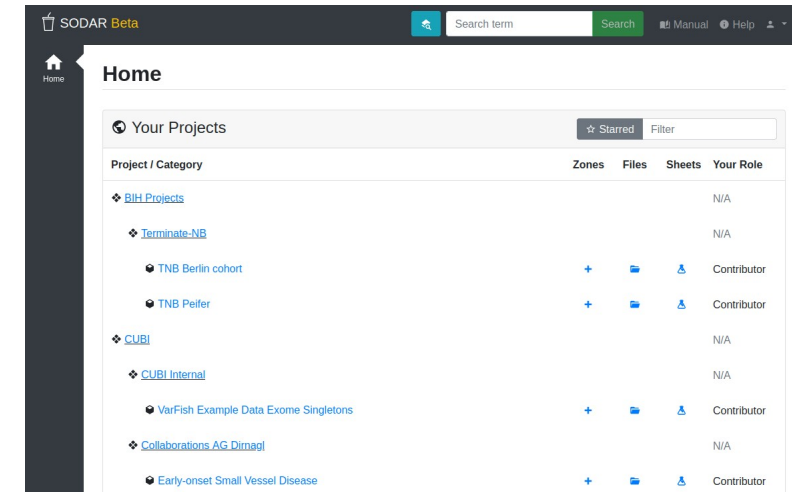 SODAR Beta Search term Search Manual Help
Home
Home
Your Projects Starred Filter
Project / Category Zones Files Sheets Your Role
BIH Projects N/A
Terminate-NB N/A
TNB Berlin cohort Contributor
TNB Peifer Contributor
CUBI N/A
CUBI Internal N/A
VarFish Example Data Exome Singletons Contributor
Collaborations AG Dirnagl N/A
Early-onset Small Vessel Disease Contributor